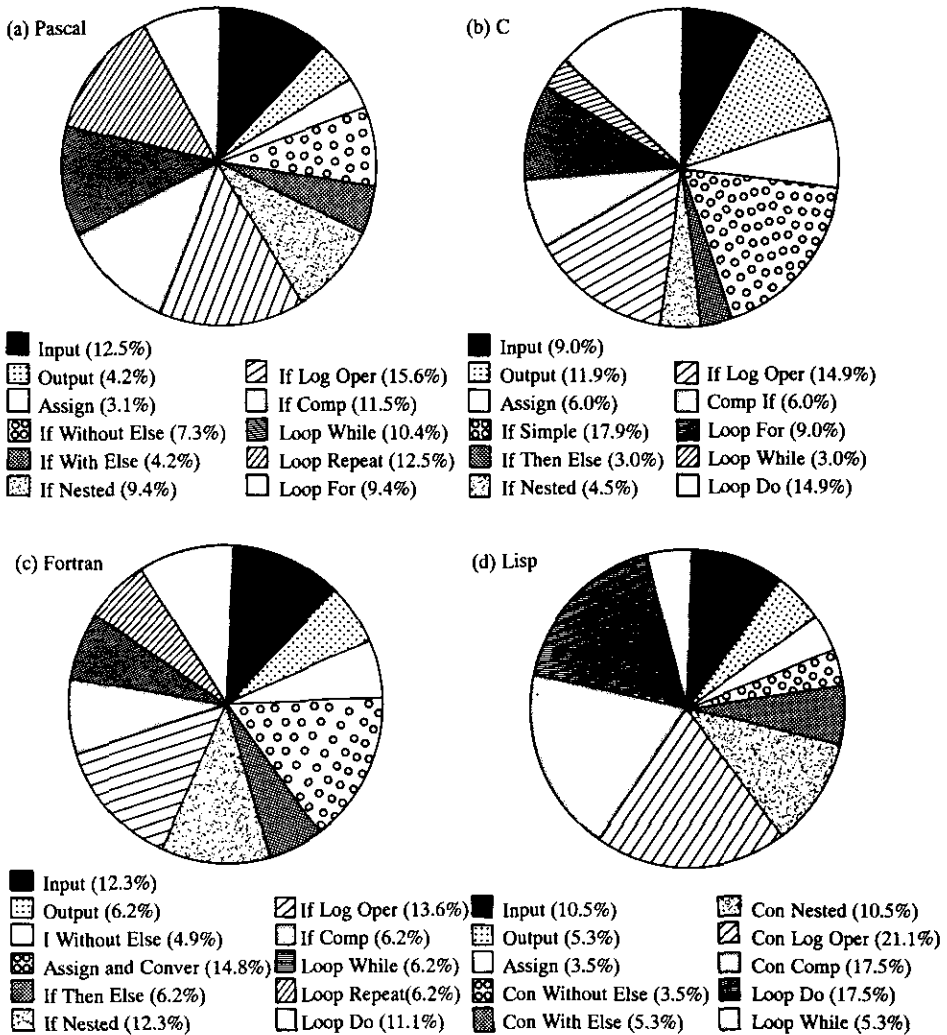 (a) Pascal
Input (12.5%)
Output (4.2%)
Assign (3.1%)
If Without Else (7.3%)
If With Else (4.2%)
If Nested (9.4%)
If Log Oper (15.6%)
If Comp (11.5%)
Loop While (10.4%)
Loop Repeat (12.5%)
Loop For (9.4%)
(b) C
Input (9.0%)
Output (11.9%)
Assign (6.0%)
If Simple (17.9%)
If Then Else (3.0%)
If Nested (4.5%)
If Log Oper (14.9%)
Comp If (6.0%)
Loop For (9.0%)
Loop While (3.0%)
Loop Do (14.9%)
(c) Fortran
Input (12.3%)
Output (6.2%)
I Without Else (4.9%)
Assign and Conver (14.8%)
If Then Else (6.2%)
If Nested (12.3%)
If Log Oper (13.6%)
If Comp (6.2%)
Loop While (6.2%)
Loop Repeat(6.2%)
Loop Do (11.1%)
(d) Lisp
Input (10.5%)
Output (5.3%)
Assign (3.5%)
Con Without Else (3.5%)
Con With Else (5.3%)
Con Nested (10.5%)
Con Log Oper (21.1%)
Con Comp (17.5%)
Loop Do (17.5%)
Loop While (5.3%)